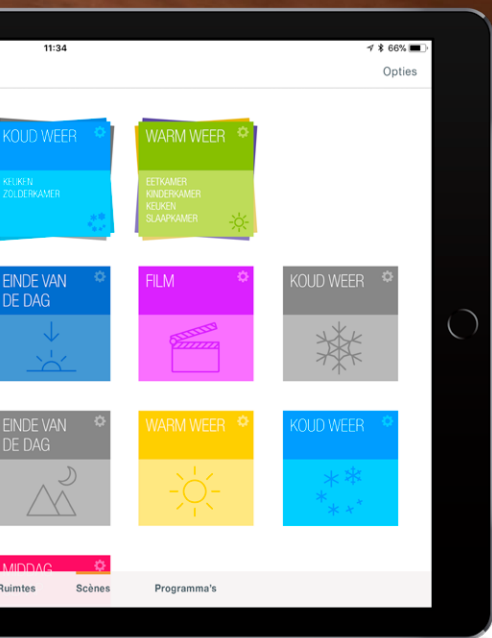 11:34
66%
Opties
KOUD WEER
WARM WEER
KEUKEN
ZOLDERKAMER
EETKAMER
KINDERKAMER
KEUKEN
SLAAPKAMER
EINDE VAN
DE DAG
FILM
KOUD WEER
EINDE VAN
DE DAG
WARM WEER
KOUD WEER
MIDDAG
Ruimtes
Scènes
Programma's